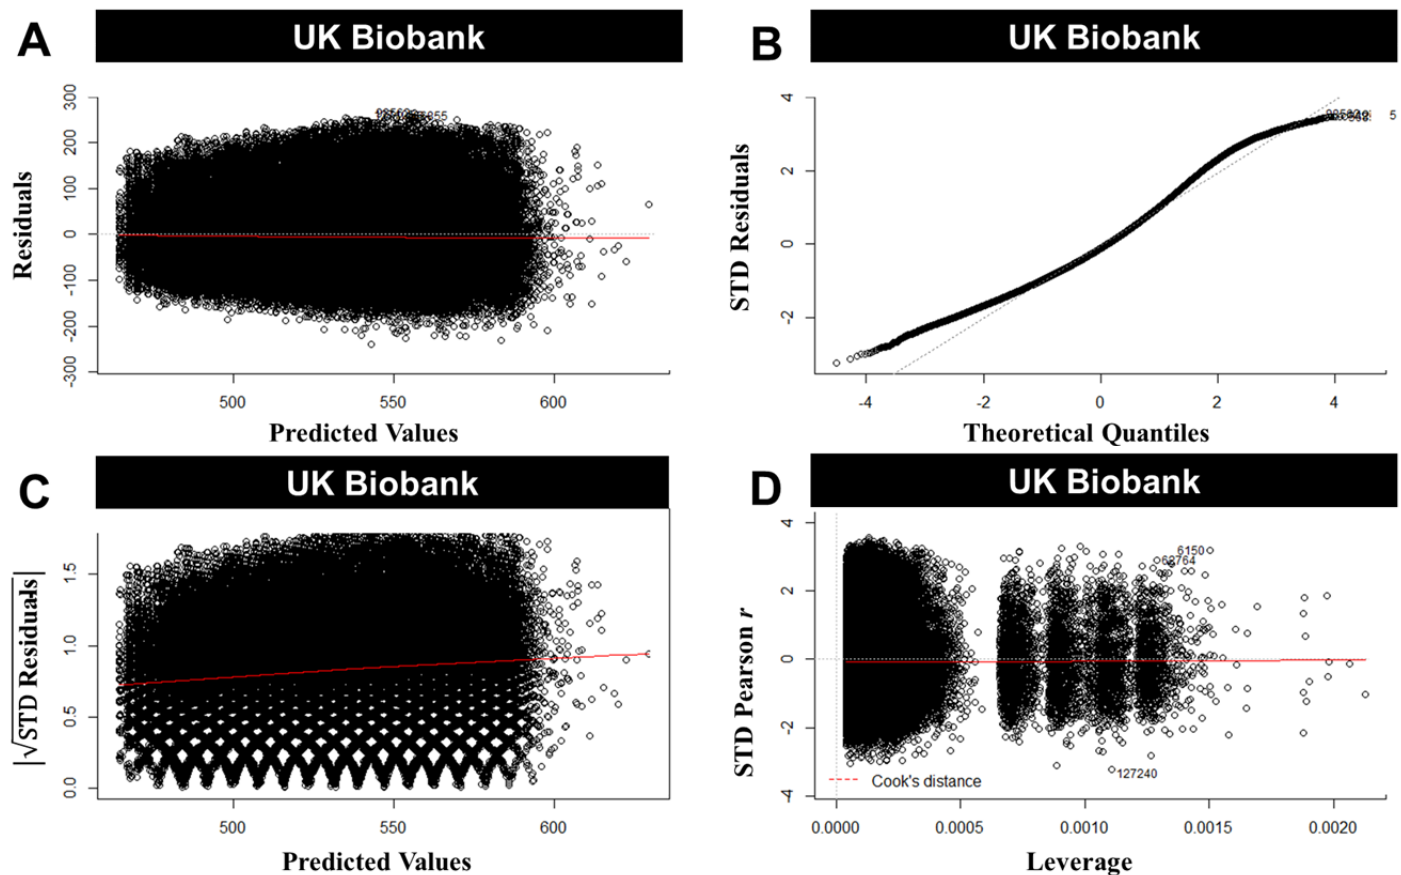 A
UK Biobank
300
200
100
0
-100
-200
-300
Residuals
500
550
600
Predicted Values
B
UK Biobank
4
2
0
-2
STD Residuals
5
-4
-2
0
2
4
Theoretical Quantiles
C
UK Biobank
1.5
1.0
0.5
0.0
|√STD Residuals|
500
550
600
Predicted Values
D
UK Biobank
4
2
0
-2
-4
STD Pearson r
6150
62764
127240
Cook's distance
0.0000
0.0005
0.0010
0.0015
0.0020
Leverage